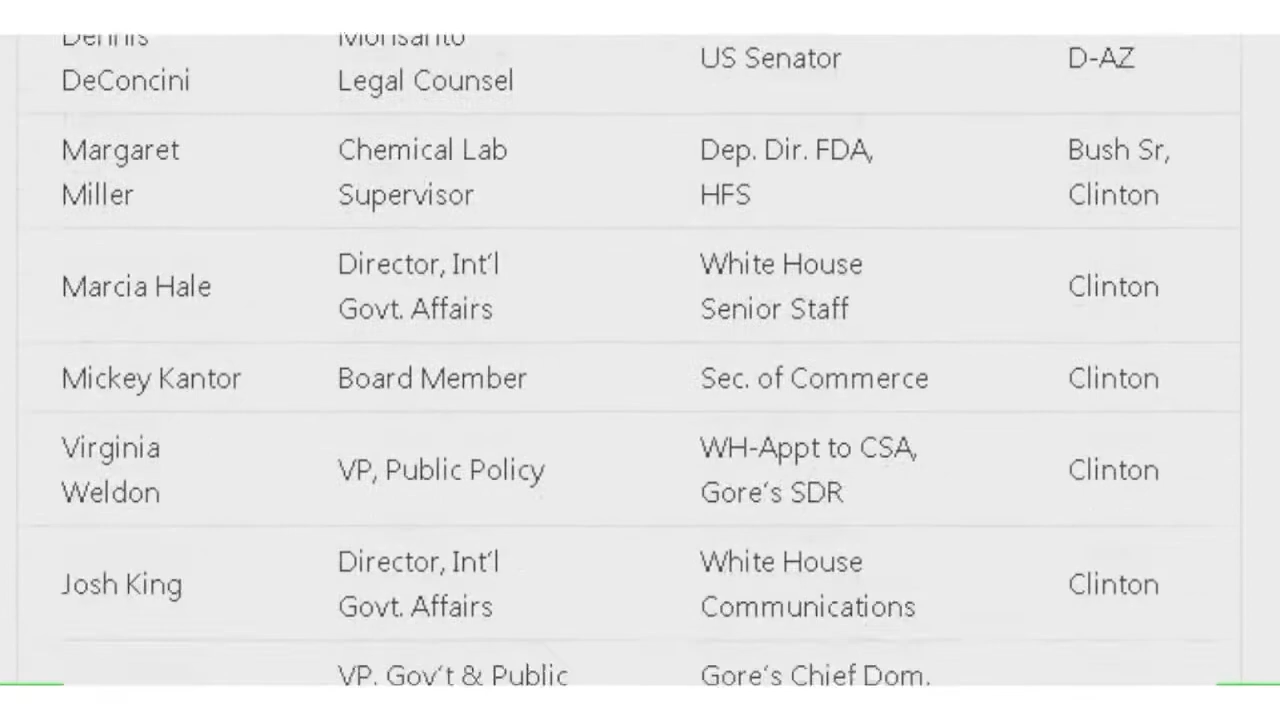 Dennis
Monsanto
US Senator
D-AZ
DeConcini
Legal Counsel
Margaret
Miller
Chemical Lab
Supervisor
Dep. Dir. FDA,
HFS
Bush Sr,
Clinton
Marcia Hale
Director, Int'l
Govt. Affairs
White House
Senior Staff
Clinton
Mickey Kantor
Board Member
Sec. of Commerce
Clinton
Virginia
Weldon
VP, Public Policy
WH-Appt to CSA,
Gore's SDR
Clinton
Josh King
Director, Int'l
Govt. Affairs
White House
Communications
Clinton
VP. Gov't & Public
Gore's Chief Dom.